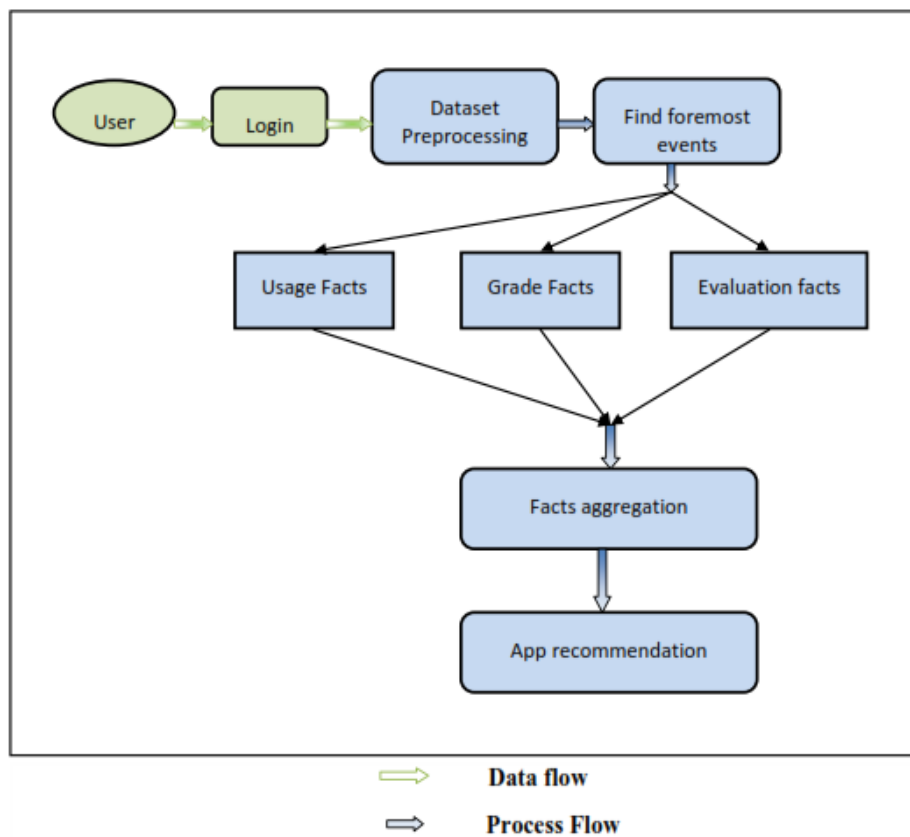 User
Login
Dataset
Preprocessing
Find foremost
events
Usage Facts
Grade Facts
Evaluation facts
Facts aggregation
App recommendation
Data flow
Process Flow